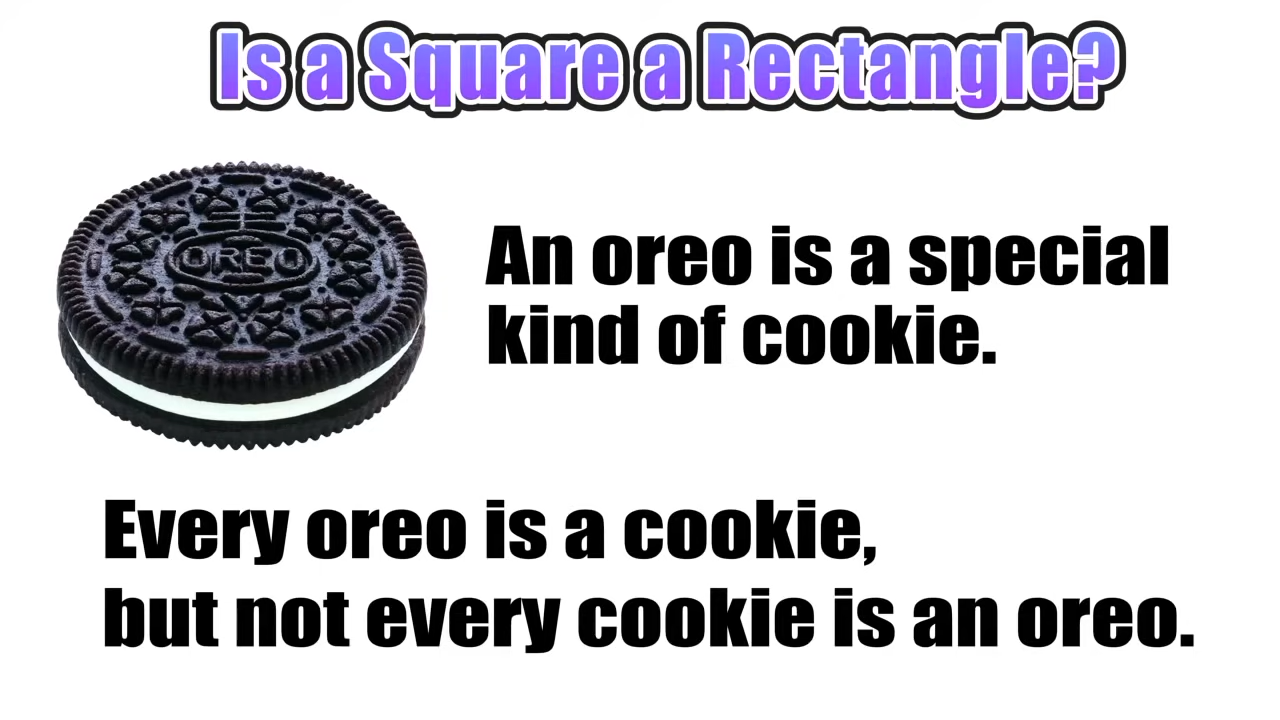 Is a Square a Rectangle?
OREO
An oreo is a special
kind of cookie.
Every oreo is a cookie,
but not every cookie is an oreo.